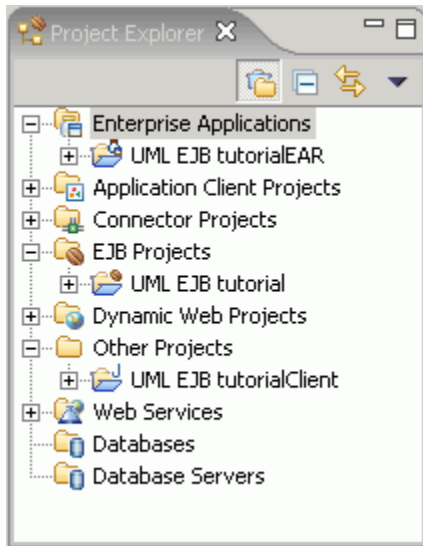 Project Explorer
Enterprise Applications
UML EJB tutorialEAR
Application Client Projects
Connector Projects
EJB Projects
UML EJB tutorial
Dynamic Web Projects
Other Projects
UML EJB tutorialClient
Web Services
Databases
Database Servers